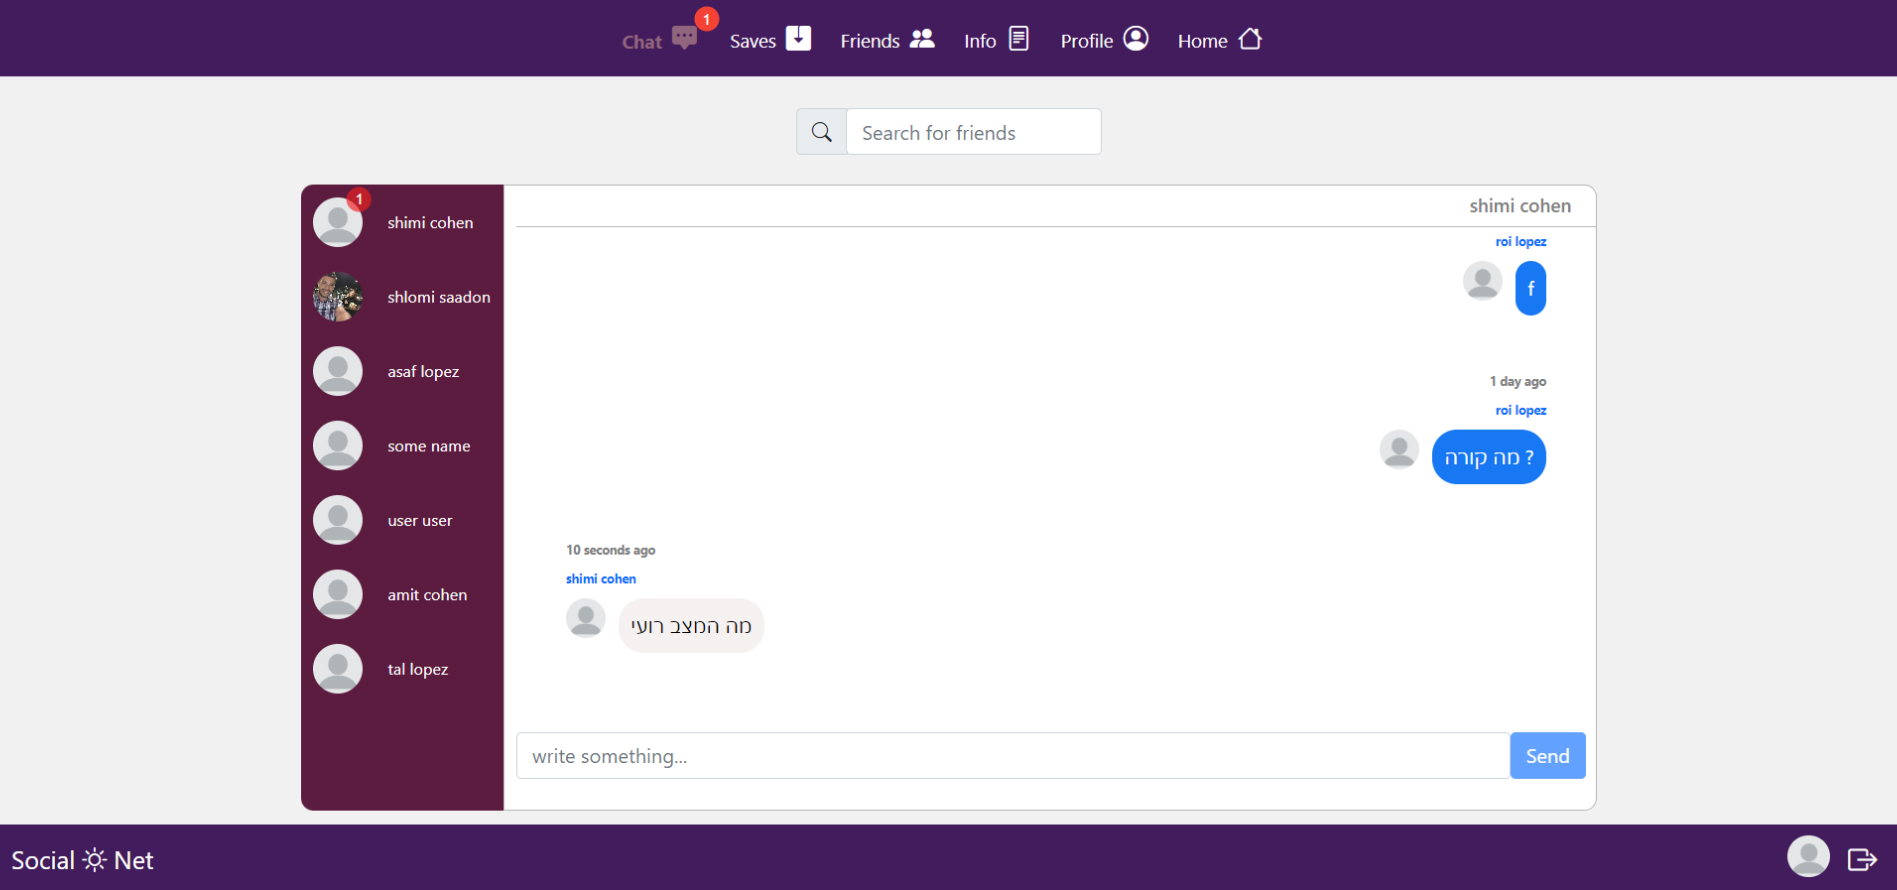 Chat 1 Saves Friends Info Profile Home
Search for friends
1
shimi cohen
shlomi saadon
asaf lopez
some name
user user
amit cohen
tal lopez
shimi cohen
roi lopez
f
1 day ago
roi lopez
מה קורה ?
10 seconds ago
shimi cohen
מה המצב רועי
write something...
Send
Social Net